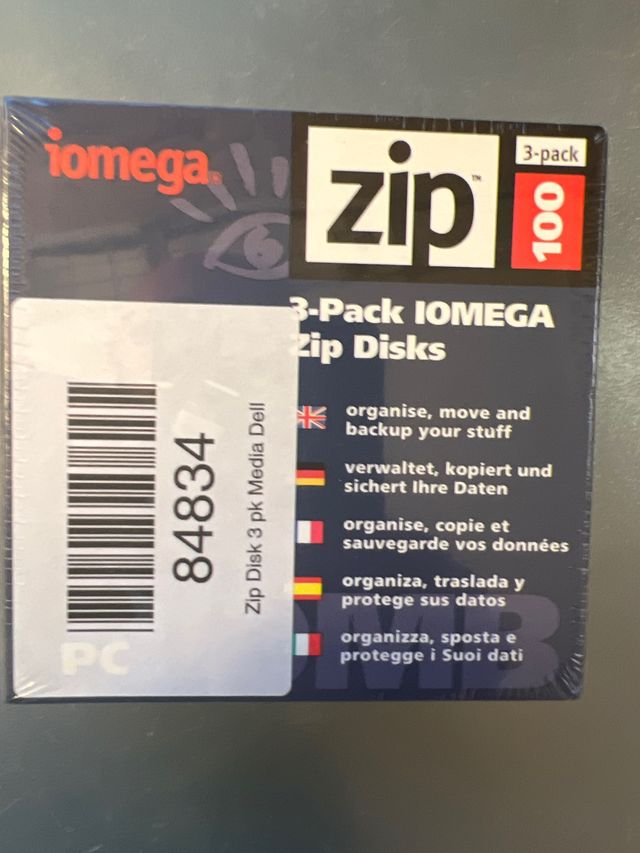 iomega
zip™
3-pack
100
3-Pack IOMEGA
Zip Disks
organise, move and
backup your stuff
verwaltet, kopiert und
sichert Ihre Daten
organise, copie et
sauvegarde vos données
organiza, traslada y
protege sus datos
organizza, sposta e
protegge i Suoi dati
84834
Zip Disk 3 pk Media Dell
PC
MB